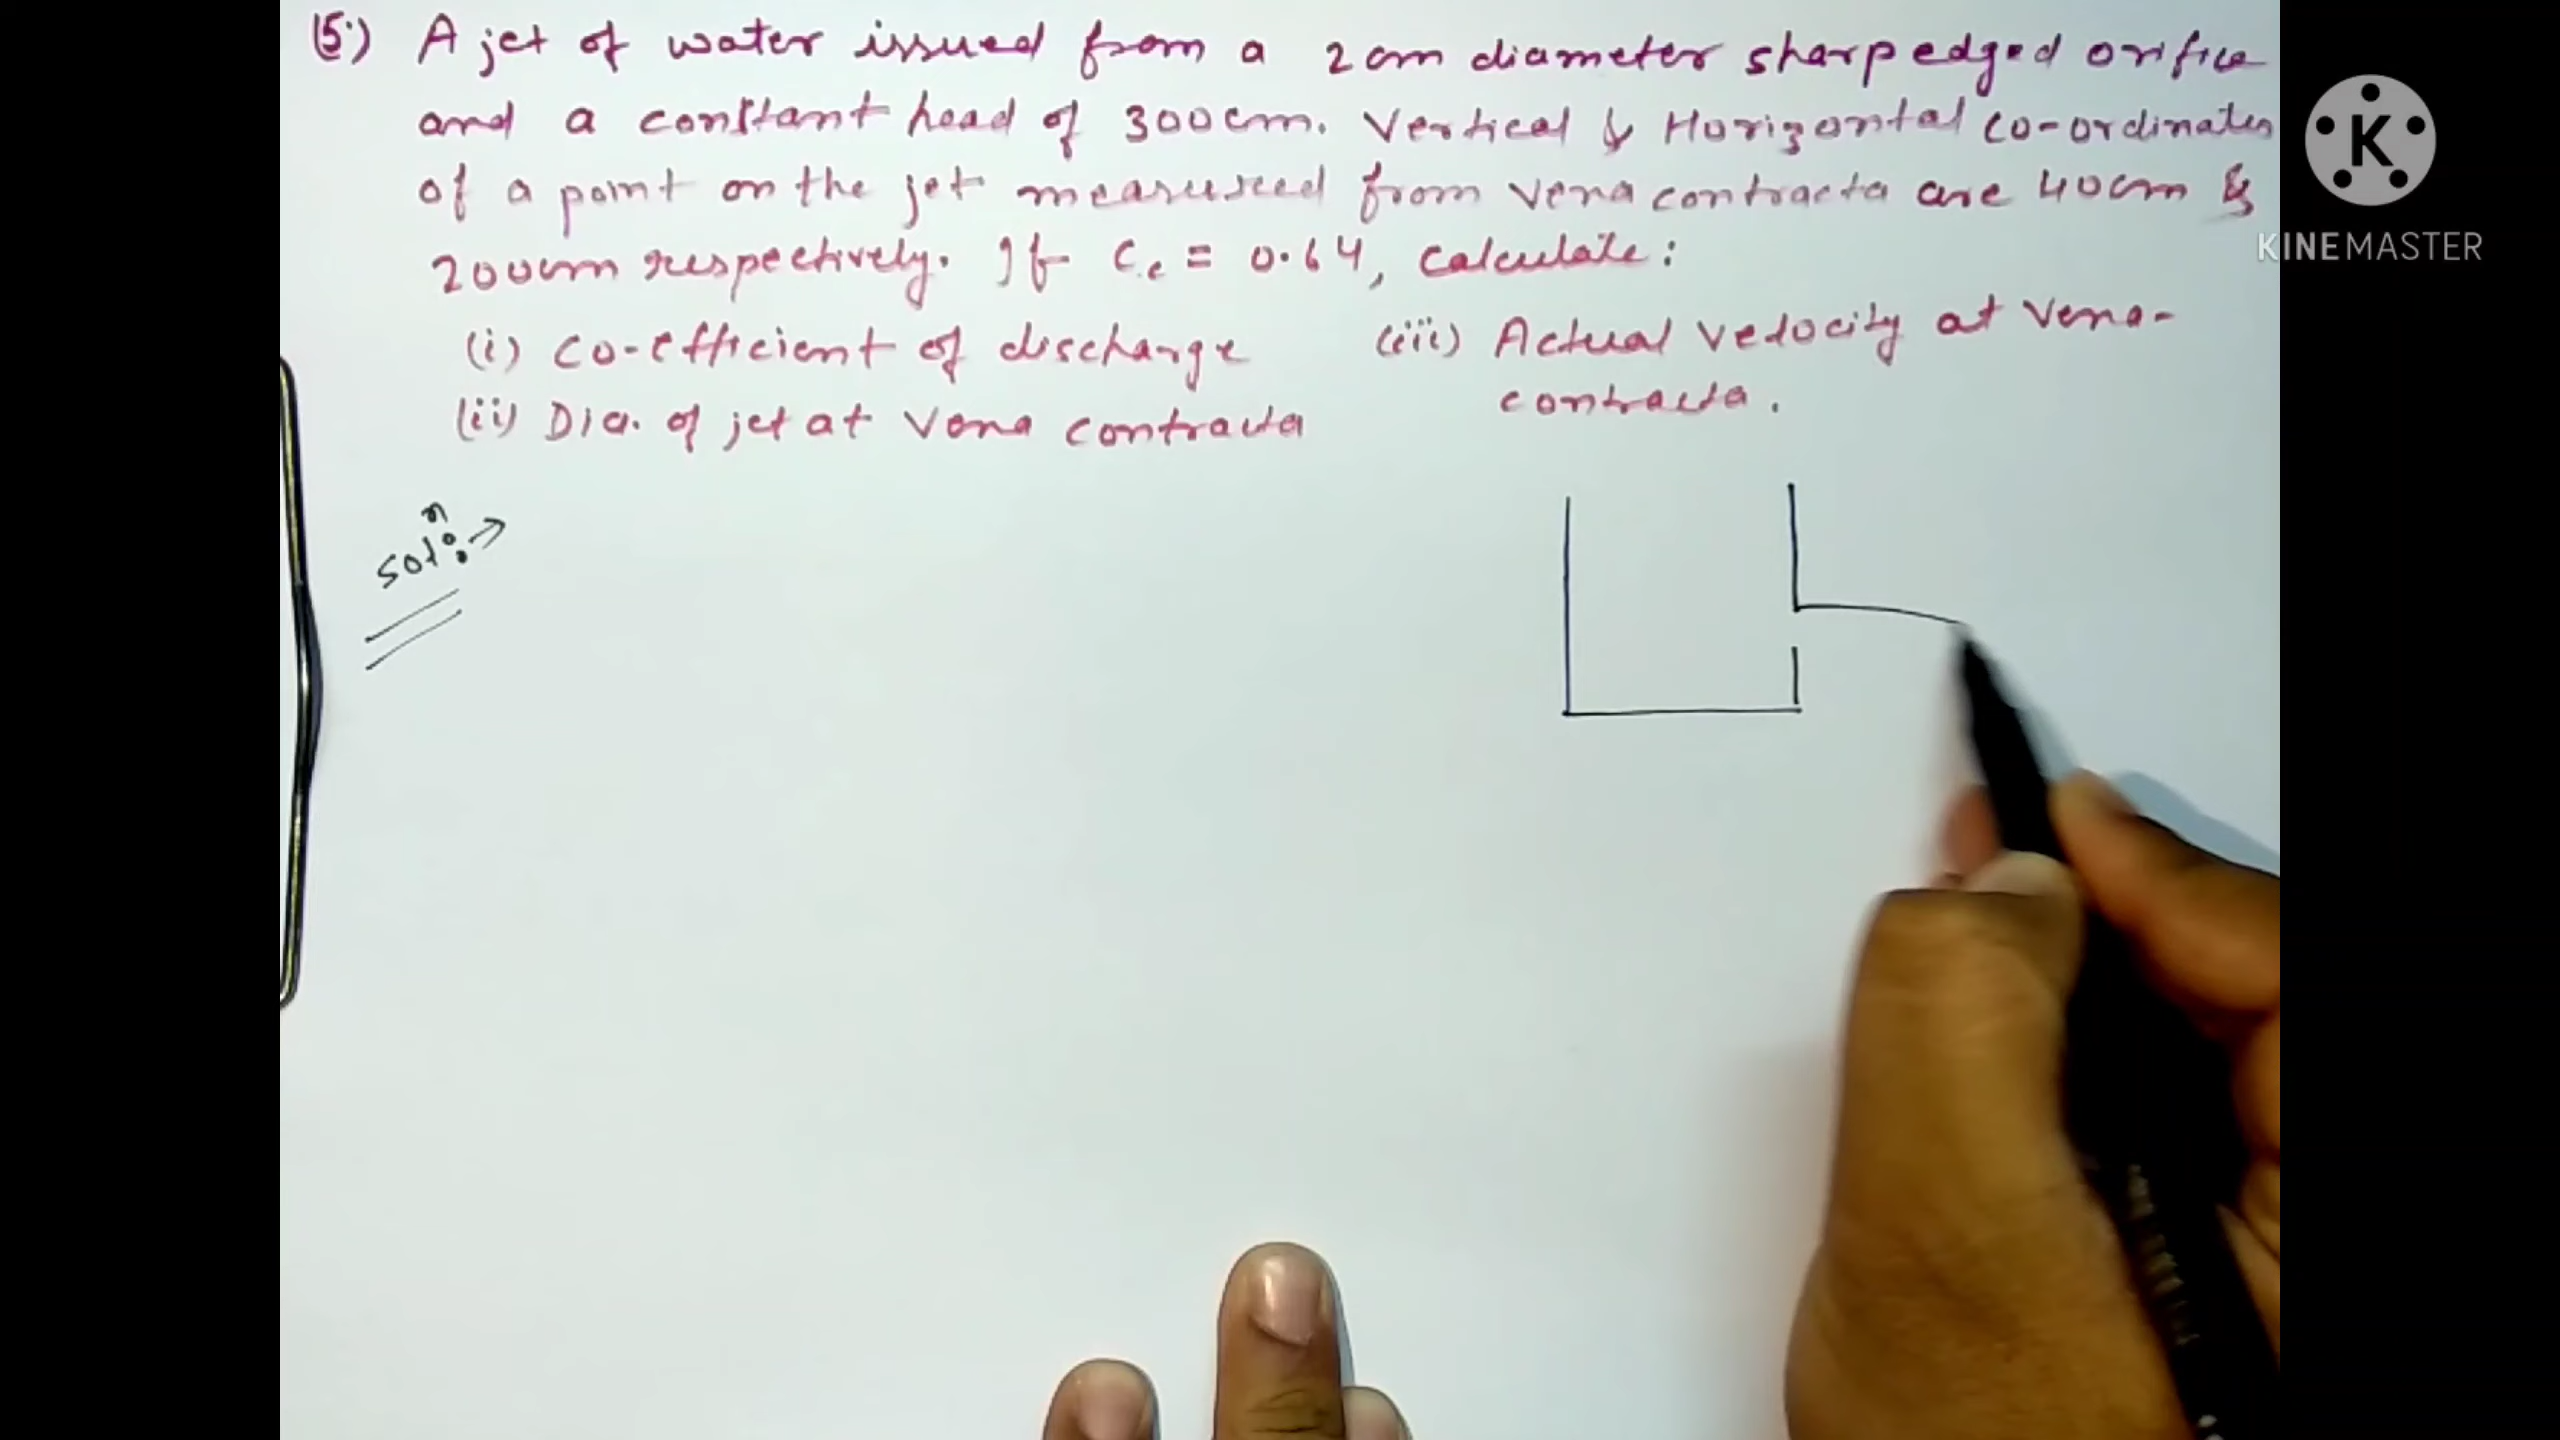 (5.) A jet of water issued from a 2cm diameter sharp edged orifice
and a constant head of 300cm. Vertical & Horizontal co-ordinates
of a point on the jet measured from vena contracta are 40cm &
200cm respectively. If Cc = 0.64, calculate:
(i) co-efficient of discharge
(ii) Dia. of jet at vena contracta
(iii) Actual velocity at vena-
contracta.
Solⁿ:→
K
KINEMASTER